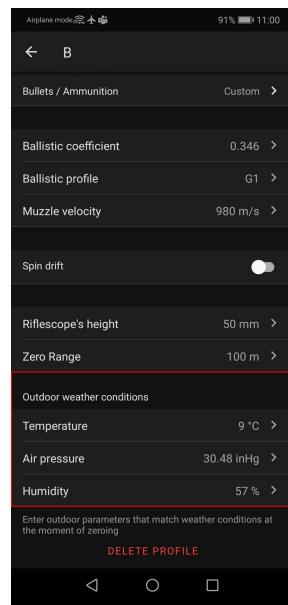 Airplane mode 91% 11:00
B
Bullets / Ammunition Custom
Ballistic coefficient 0.346
Ballistic profile G1
Muzzle velocity 980 m/s
Spin drift
Riflescope's height 50 mm
Zero Range 100 m
Outdoor weather conditions
Temperature 9 °C
Air pressure 30.48 inHg
Humidity 57 %
Enter outdoor parameters that match weather conditions at
the moment of zeroing
DELETE PROFILE